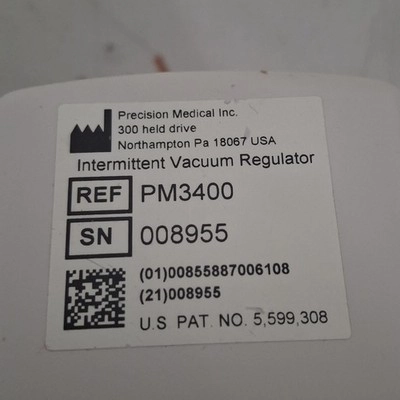 Precision Medical Inc.
300 held drive
Northampton Pa 18067 USA
Intermittent Vacuum Regulator
REF PM3400
SN 008955
(01)00855887006108
(21)008955
U.S PAT. NO. 5,599,308